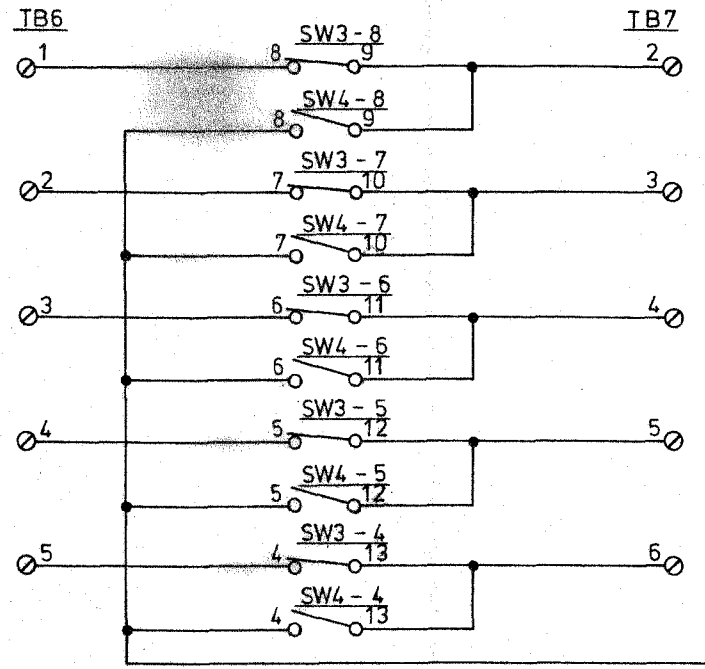 TB6 TB7
SW3-8
1 8 9 2
SW4-8
8 9
SW3-7
2 7 10 3
SW4-7
7 10
SW3-6
3 6 11 4
SW4-6
6 11
SW3-5
4 5 12 5
SW4-5
5 12
SW3-4
5 4 13 6
SW4-4
4 13